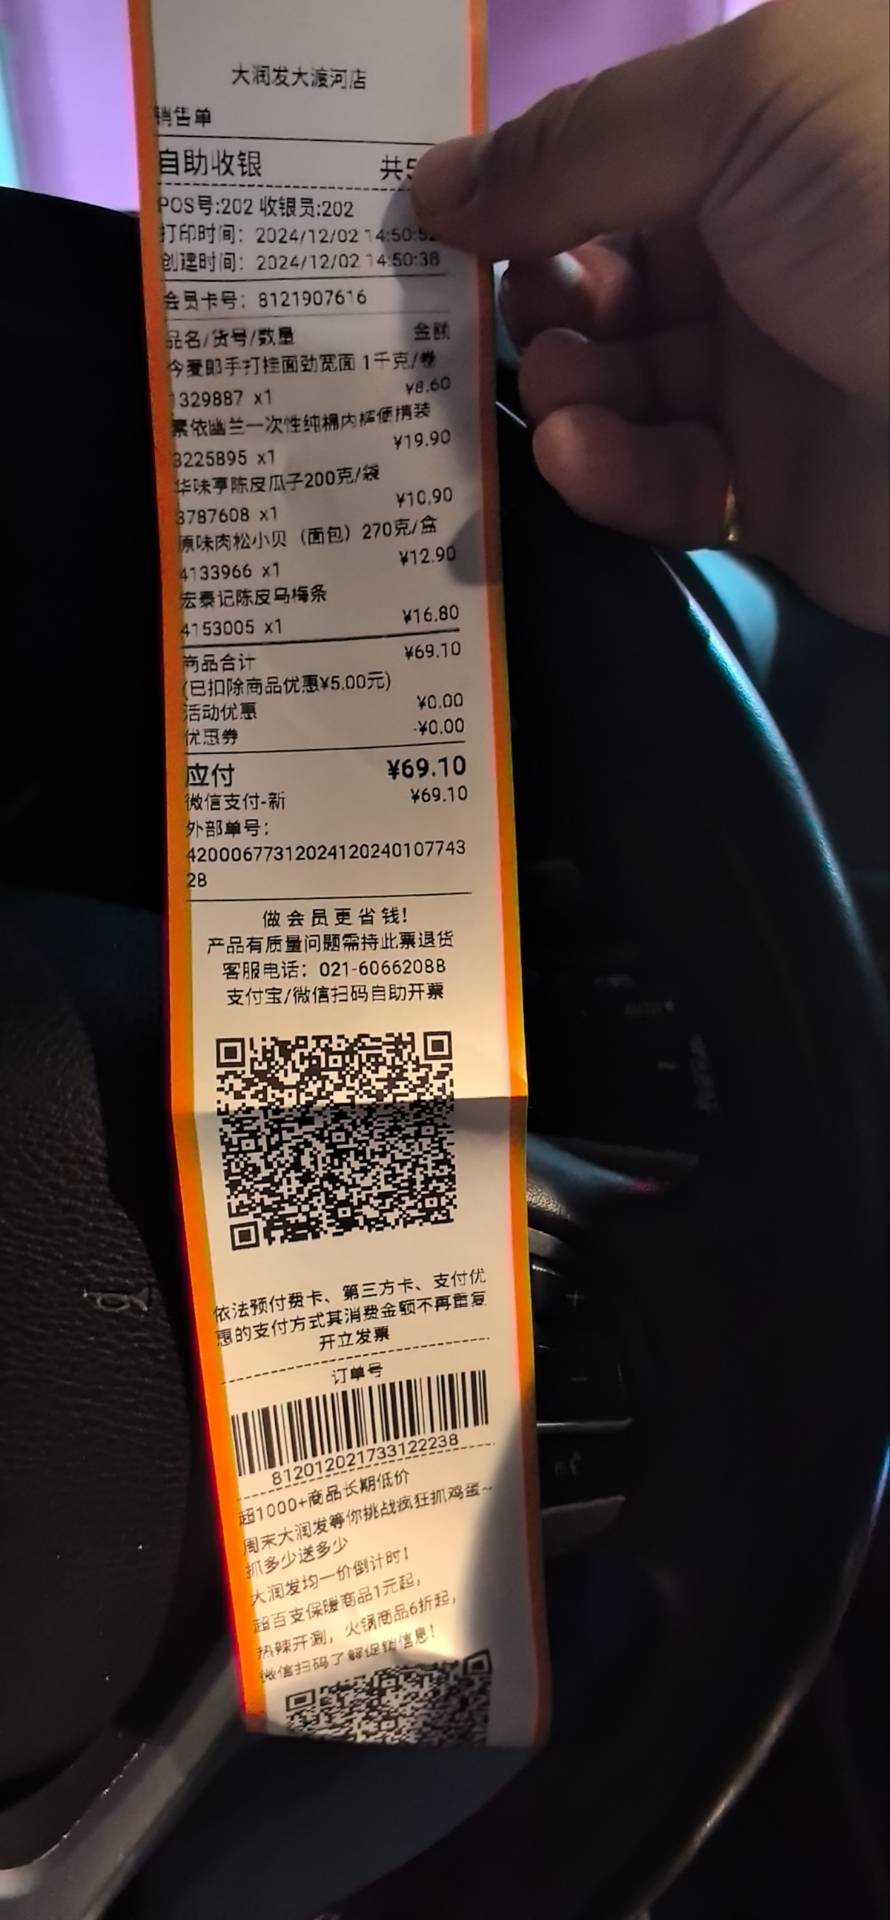 大润发大渡河店
销售单
自助收银 共5
POS号:202 收银员:202
打印时间: 2024/12/02 14:50:52
创建时间: 2024/12/02 14:50:38
会员卡号: 8121907616
品名/货号/数量 金额
今麦郎手打挂面劲宽面 1千克/卷
1329887 x1 ¥8.60
素依幽兰一次性纯棉内裤便携装
3225895 x1 ¥19.90
华味亨陈皮瓜子200克/袋
3787608 x1 ¥10.90
原味肉松小贝（面包）270克/盒
4133966 x1 ¥12.90
宏泰记陈皮乌梅条
4153005 x1 ¥16.80
商品合计 ¥69.10
(已扣除商品优惠¥5.00元)
活动优惠 ¥0.00
优惠券 -¥0.00
应付 ¥69.10
微信支付-新 ¥69.10
外部单号:
42000677312024120240107743
28
做会员更省钱!
产品有质量问题需持此票退货
客服电话: 021-60662088
支付宝/微信扫码自助开票
依法预付费卡、第三方卡、支付优
惠的支付方式其消费金额不再重复
开立发票
订单号
812012021733122238
超1000+商品长期低价
周末大润发等你挑战疯狂抓鸡蛋~
抓多少送多少
大润发均一价倒计时!
超百支保暖商品1元起,
热辣开涮, 火锅商品6折起,
微信扫码了解促销信息!